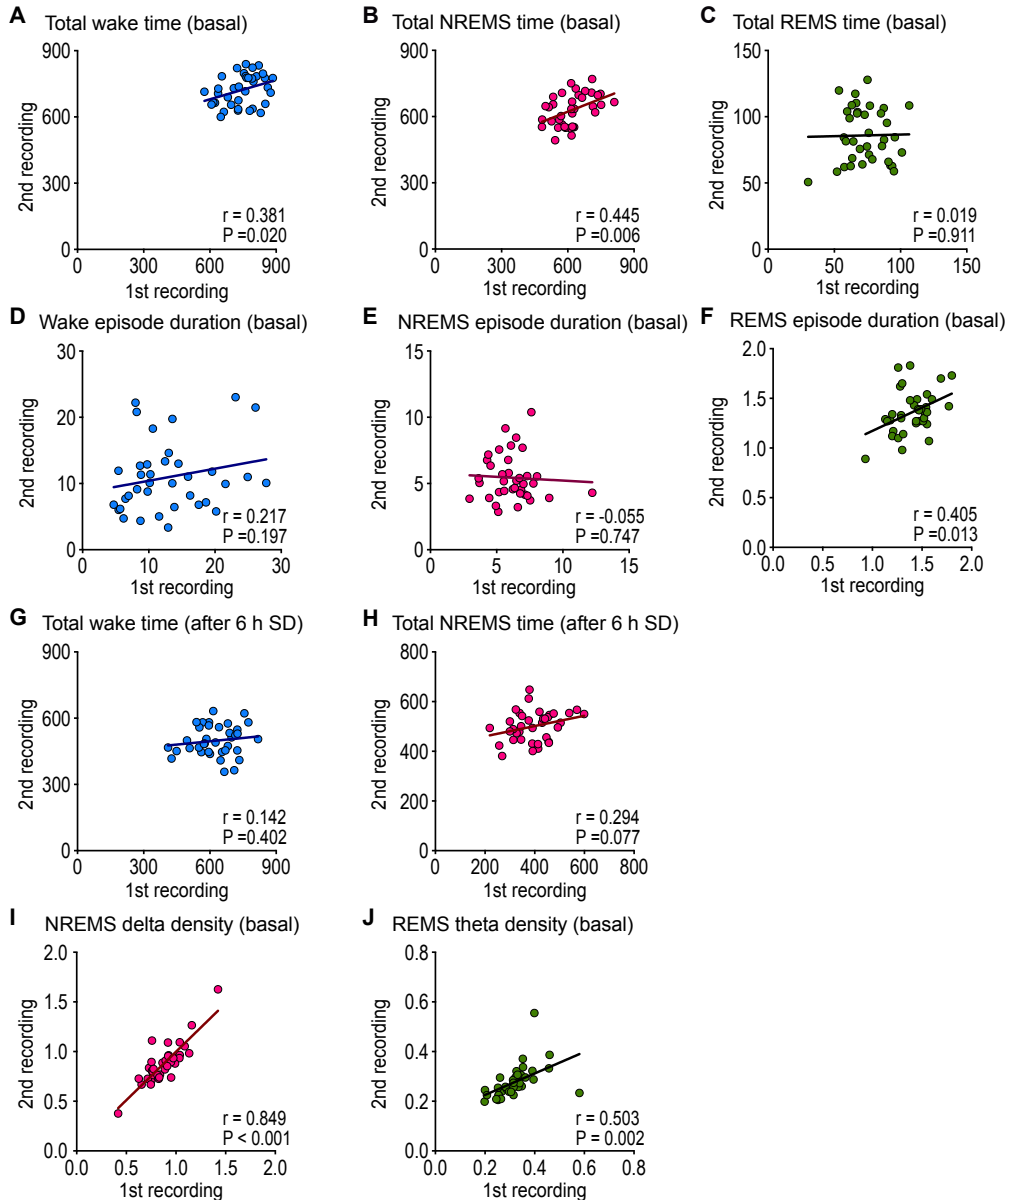 A Total wake time (basal)
900
600
300
0
2nd recording
r = 0.381
P =0.020
0 300 600 900
1st recording
B Total NREMS time (basal)
900
600
300
0
2nd recording
r = 0.445
P =0.006
0 300 600 900
1st recording
C Total REMS time (basal)
150
100
50
0
2nd recording
r = 0.019
P =0.911
0 50 100 150
1st recording
D Wake episode duration (basal)
30
20
10
0
2nd recording
r = 0.217
P =0.197
0 10 20 30
1st recording
E NREMS episode duration (basal)
15
10
5
0
2nd recording
r = -0.055
P =0.747
0 5 10 15
1st recording
F REMS episode duration (basal)
2.0
1.5
1.0
0.5
0.0
2nd recording
r = 0.405
P =0.013
0.0 0.5 1.0 1.5 2.0
1st recording
G Total wake time (after 6 h SD)
900
600
300
0
2nd recording
r = 0.142
P =0.402
0 300 600 900
1st recording
H Total NREMS time (after 6 h SD)
800
600
400
200
0
2nd recording
r = 0.294
P =0.077
0 200 400 600 800
1st recording
I NREMS delta density (basal)
2.0
1.5
1.0
0.5
0.0
2nd recording
r = 0.849
P < 0.001
0.0 0.5 1.0 1.5 2.0
1st recording
J REMS theta density (basal)
0.8
0.6
0.4
0.2
0.0
2nd recording
r = 0.503
P = 0.002
0.0 0.2 0.4 0.6 0.8
1st recording